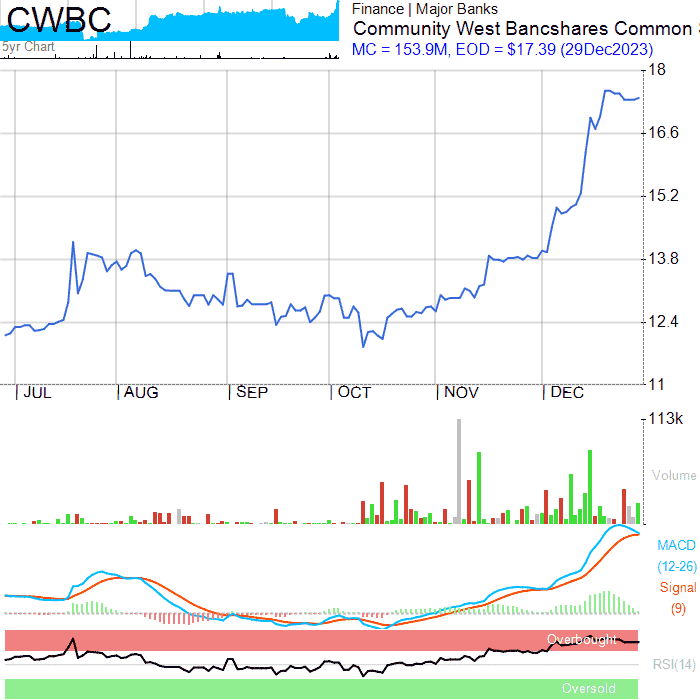 CWBC
5yr Chart
Finance | Major Banks
Community West Bancshares Common
MC = 153.9M, EOD = $17.39 (29Dec2023)
18
16.6
15.2
13.8
12.4
11
JUL AUG SEP OCT NOV DEC
113k
Volume
MACD
(12-26)
Signal
(9)
Overbought
RSI(14)
Oversold